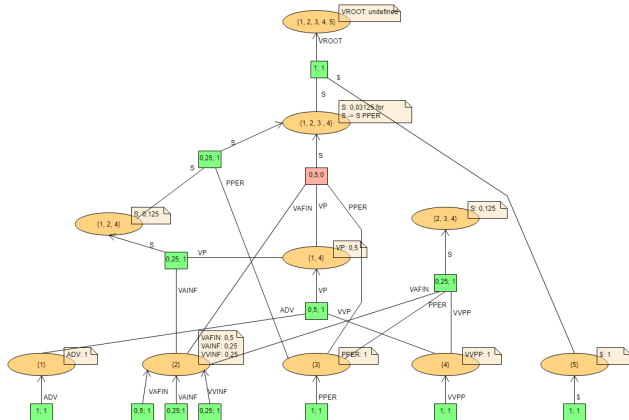 {1, 2, 3, 4, 5}
VROOT: undefined
VROOT
1; 1
$
S
{1, 2, 3 , 4}
S: 0,03125 for
S -> S PPER
S
0,25; 1
S
S
PPER
0,5;0
VAFIN
VP
PPER
{1, 2, 4}
S: 0,125
{2, 3, 4}
S: 0,125
S
0,25; 1
VP
{1, 4}
VP: 0,5
S
VAINF
VP
0,25; 1
VAFIN
PPER
VVPP
ADV
0,5; 1
VVP
{1}
ADV: 1
{2}
VAFIN: 0,5
VAINF: 0,25
VVINF: 0,25
{3}
PPER: 1
{4}
VVPP: 1
{5}
$: 1
ADV
VAFIN
VAINF
VVINF
PPER
VVPP
$
1; 1
0,5; 1
0,25; 1
0,25; 1
1; 1
1; 1
1; 1